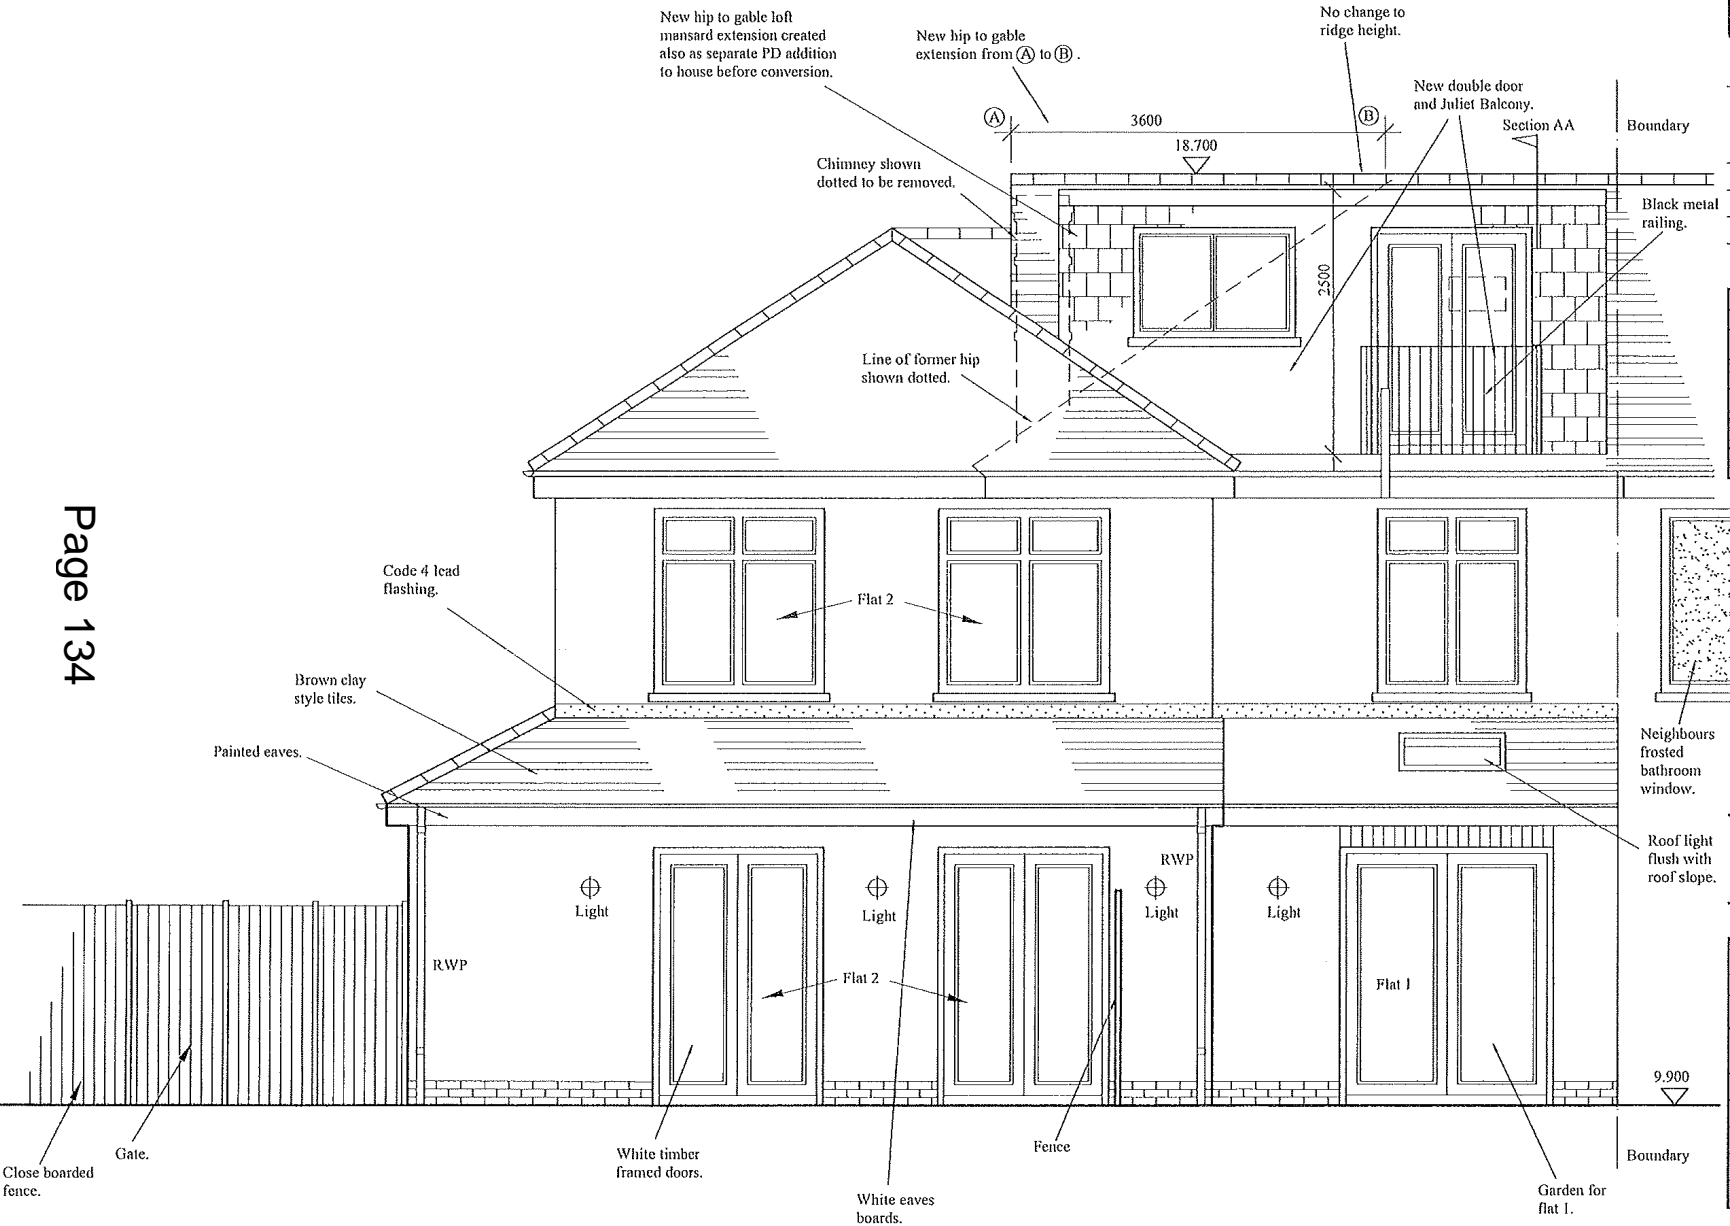 New hip to gable loft
mansard extension created
also as separate PD addition
to house before conversion.
New hip to gable
extension from A to B .
No change to
ridge height.
New double door
and Juliet Balcony.
Section AA
Boundary
A
3600
B
18.700
Chimney shown
dotted to be removed.
Black metal
railing.
2500
Line of former hip
shown dotted.
Page 134
Code 4 lead
flashing.
Flat 2
Brown clay
style tiles.
Painted eaves.
Neighbours
frosted
bathroom
window.
Roof light
flush with
roof slope.
RWP
Light
Light
Light
Light
RWP
Flat 2
Flat 1
9.900
Close boarded
fence.
Gate.
White timber
framed doors.
White eaves
boards.
Fence
Garden for
flat 1.
Boundary